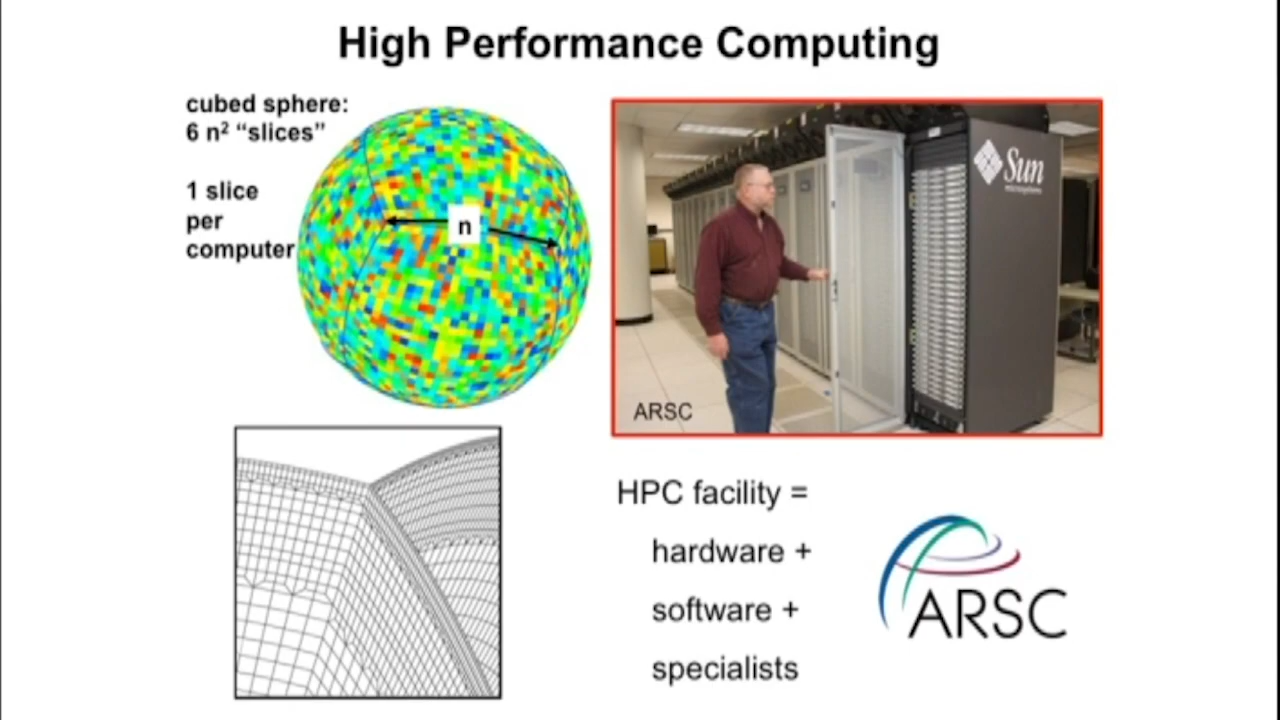 High Performance Computing
cubed sphere:
6 n² “slices”
1 slice
per
computer
n
Sun
microsystems
ARSC
HPC facility =
hardware +
software +
specialists
ARSC